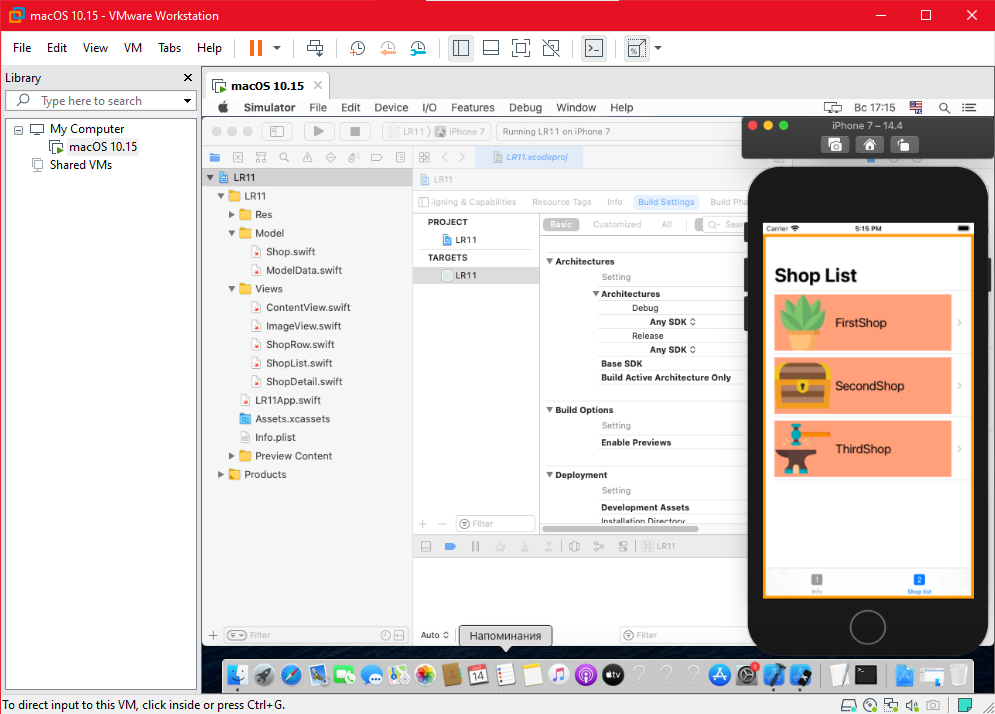 macOS 10.15 - VMware Workstation
File Edit View VM Tabs Help
Library
Type here to search
My Computer
macOS 10.15
Shared VMs
macOS 10.15
Simulator File Edit Device I/O Features Debug Window Help Вс 17:15
LR11 iPhone 7 Running LR11 on iPhone 7
LR11.xcodeproj
LR11
LR11
Res
Model
Shop.swift
ModelData.swift
Views
ContentView.swift
ImageView.swift
ShopRow.swift
ShopList.swift
ShopDetail.swift
LR11App.swift
Assets.xcassets
Info.plist
Preview Content
Products
Filter
LR11
igning & Capabilities Resource Tags Info Build Settings Build Pha
PROJECT
LR11
TARGETS
LR11
Filter
Basic Customized All Sear
Architectures
Setting
Architectures
Debug
Any SDK
Release
Any SDK
Base SDK
Build Active Architecture Only
Build Options
Setting
Enable Previews
Deployment
Setting
Development Assets
Installation Directory
LR11
Auto
Filter
Напоминания
iPhone 7 – 14.4
Carrier 5:15 PM
Shop List
FirstShop
SecondShop
ThirdShop
1 2
Info Shop list
14
tv
To direct input to this VM, click inside or press Ctrl+G.